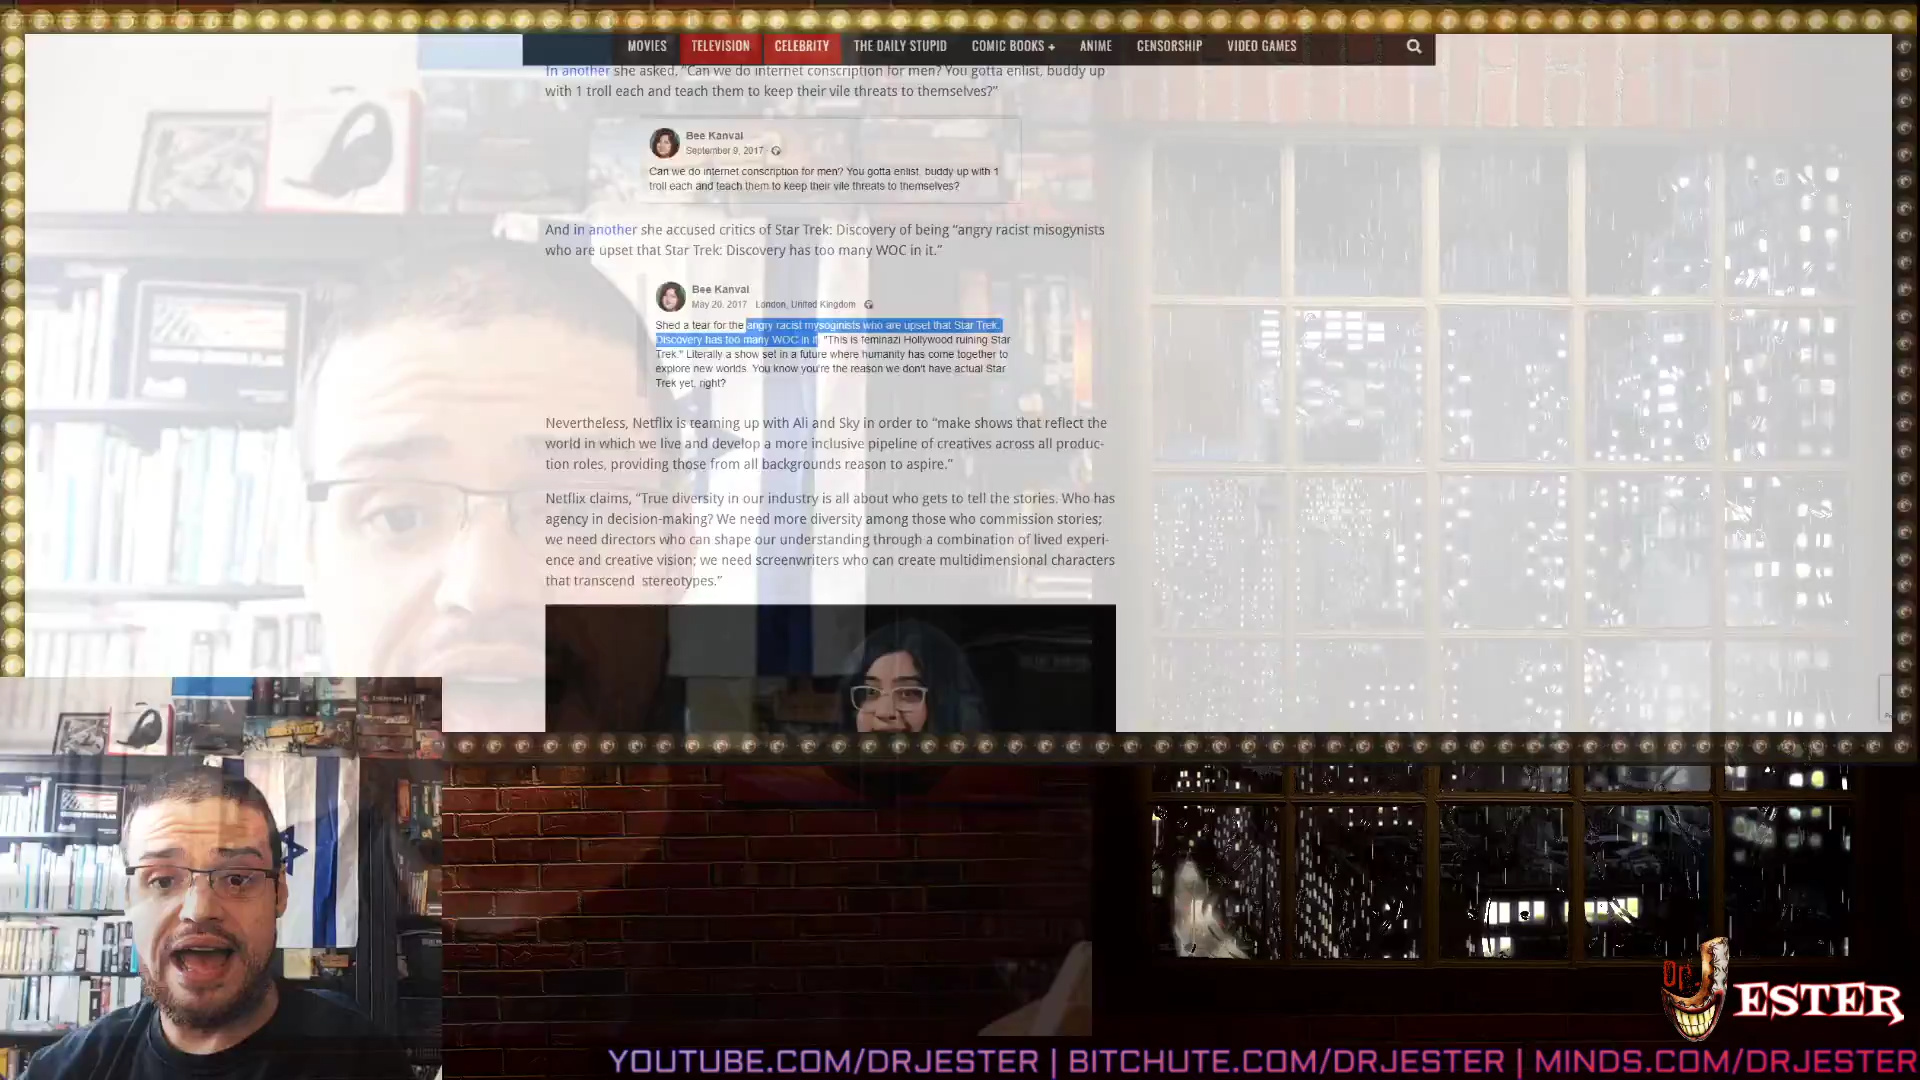 MOVIES TELEVISION CELEBRITY THE DAILY STUPID COMIC BOOKS + ANIME CENSORSHIP VIDEO GAMES
In another she asked, “Can we do internet conscription for men? You gotta enlist, buddy up
with 1 troll each and teach them to keep their vile threats to themselves?”
Bee Kanval
September 9, 2017
Can we do internet conscription for men? You gotta enlist, buddy up with 1
troll each and teach them to keep their vile threats to themselves?
And in another she accused critics of Star Trek: Discovery of being “angry racist misogynists
who are upset that Star Trek: Discovery has too many WOC in it.”
Bee Kanval
May 20, 2017 London, United Kingdom
Shed a tear for the angry racist mysoginists who are upset that Star Trek:
Discovery has too many WOC in it. "This is feminazi Hollywood ruining Star
Trek." Literally a show set in a future where humanity has come together to
explore new worlds. You know you're the reason we don't have actual Star
Trek yet, right?
Nevertheless, Netflix is teaming up with Ali and Sky in order to “make shows that reflect the
world in which we live and develop a more inclusive pipeline of creatives across all produc-
tion roles, providing those from all backgrounds reason to aspire.”
Netflix claims, “True diversity in our industry is all about who gets to tell the stories. Who has
agency in decision-making? We need more diversity among those who commission stories;
we need directors who can shape our understanding through a combination of lived experi-
ence and creative vision; we need screenwriters who can create multidimensional characters
that transcend stereotypes.”
Dr. JESTER
YOUTUBE.COM/DRJESTER | BITCHUTE.COM/DRJESTER | MINDS.COM/DRJESTER